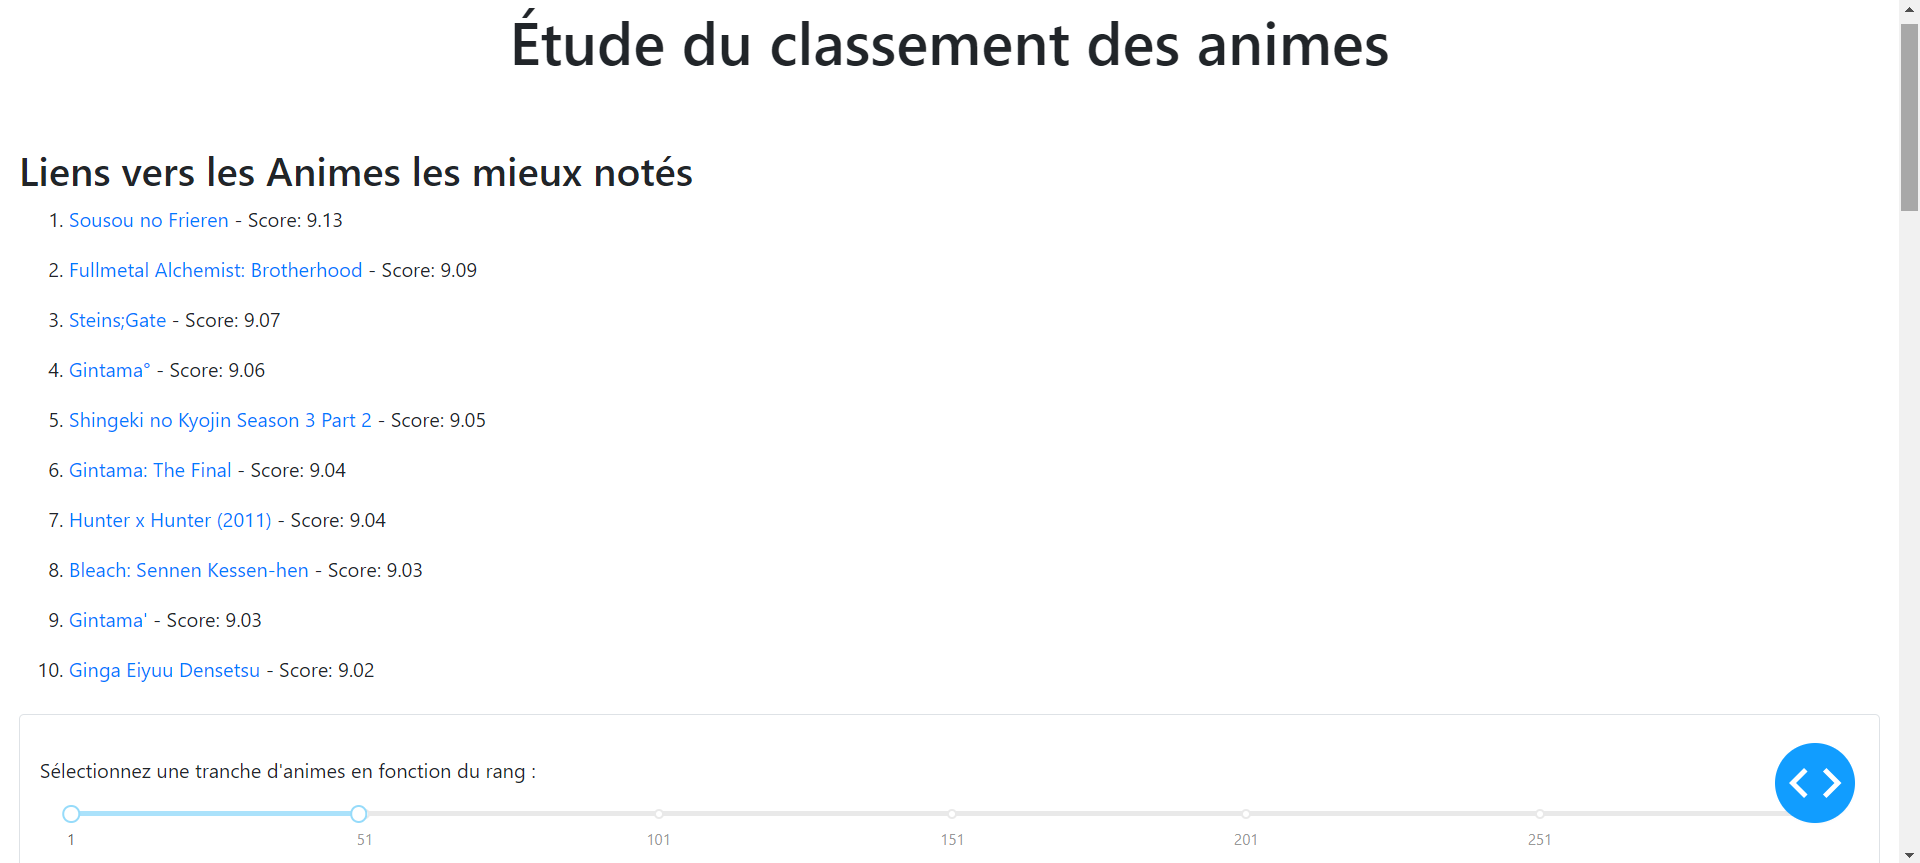 Étude du classement des animes
Liens vers les Animes les mieux notés
1. Sousou no Frieren - Score: 9.13
2. Fullmetal Alchemist: Brotherhood - Score: 9.09
3. Steins;Gate - Score: 9.07
4. Gintama° - Score: 9.06
5. Shingeki no Kyojin Season 3 Part 2 - Score: 9.05
6. Gintama: The Final - Score: 9.04
7. Hunter x Hunter (2011) - Score: 9.04
8. Bleach: Sennen Kessen-hen - Score: 9.03
9. Gintama' - Score: 9.03
10. Ginga Eiyuu Densetsu - Score: 9.02
Sélectionnez une tranche d'animes en fonction du rang :
1 51 101 151 201 251